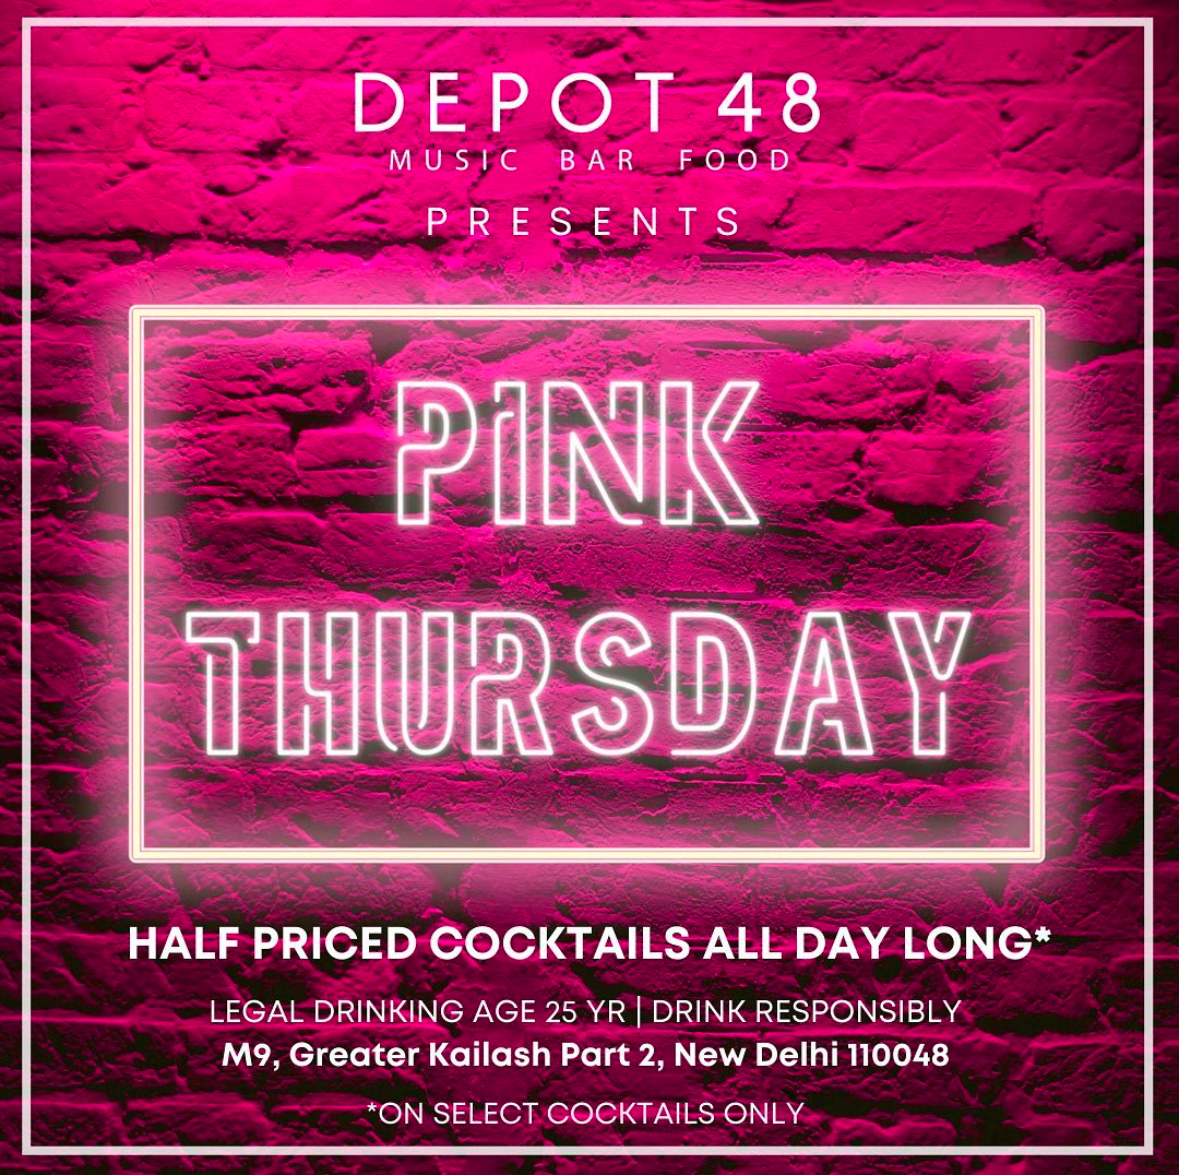 DEPOT 48
MUSIC BAR FOOD
PRESENTS
PINK
THURSDAY
HALF PRICED COCKTAILS ALL DAY LONG*
LEGAL DRINKING AGE 25 YR | DRINK RESPONSIBLY
M9, Greater Kailash Part 2, New Delhi 110048
*ON SELECT COCKTAILS ONLY